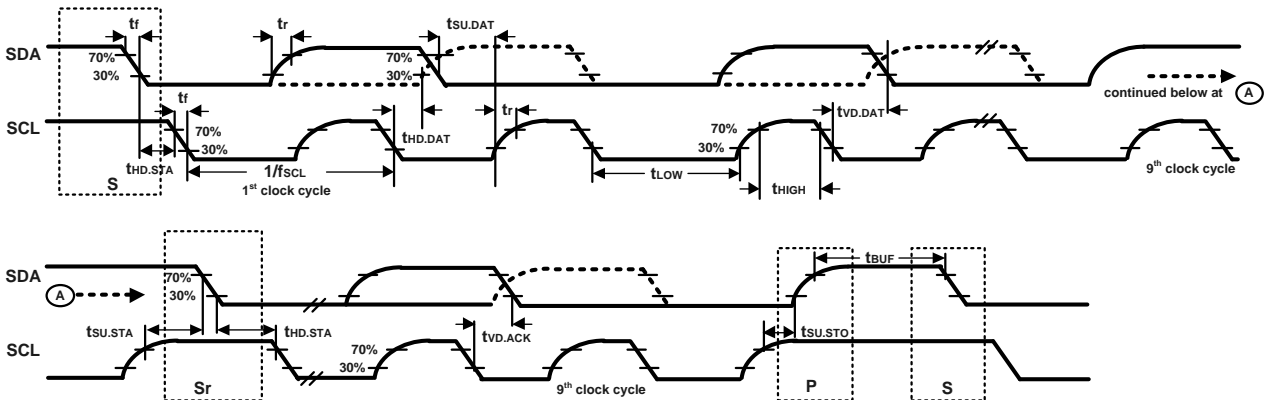 tf
tr
tSU.DAT
SDA
70%
30%
70%
30%
continued below at A
tf
tHD.DAT
tr
tVD.DAT
SCL
70%
30%
70%
30%
tHD.STA
S
1/fSCL
1st clock cycle
tLOW
tHIGH
9th clock cycle
SDA
A
70%
30%
tBUF
tSU.STA
tHD.STA
tVD.ACK
tSU.STO
SCL
70%
30%
Sr
9th clock cycle
P
S